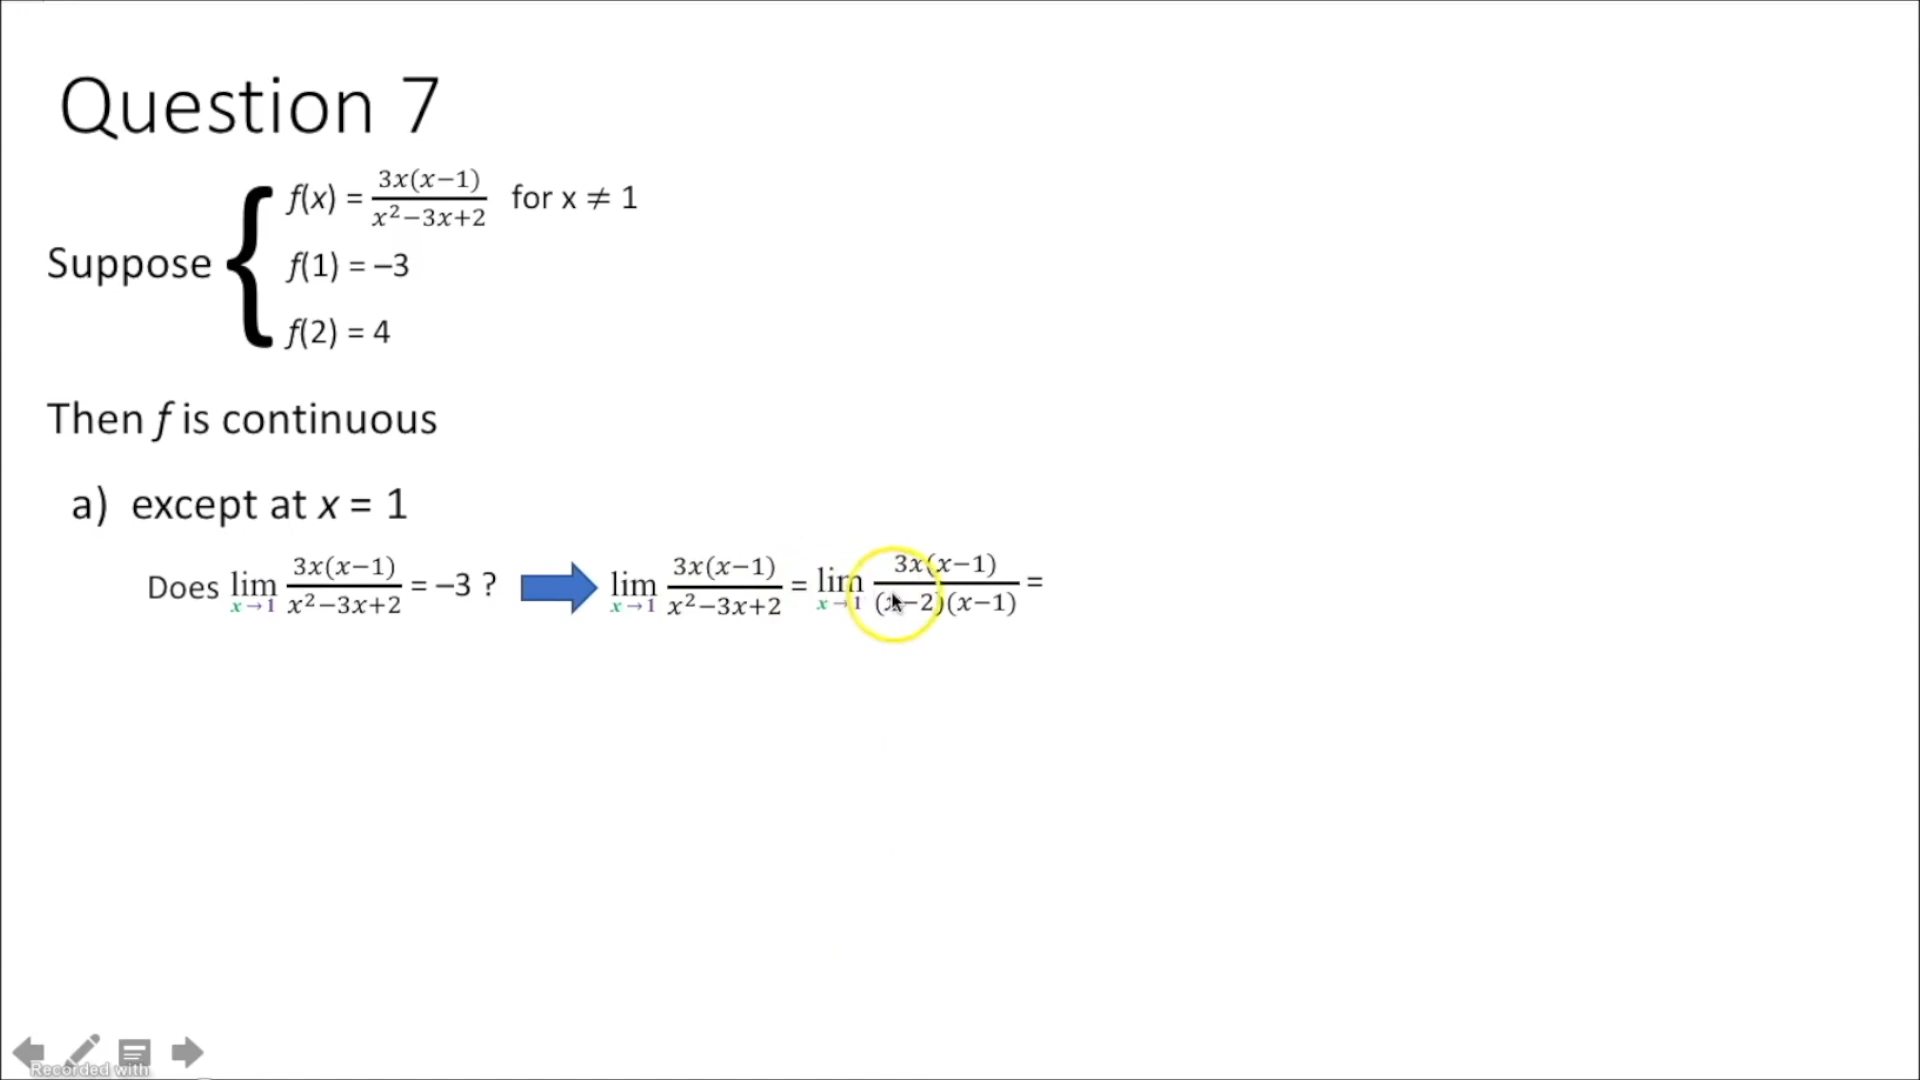 Question 7
f(x) = 3x(x−1) / x²−3x+2 for x ≠ 1
Suppose { f(1) = –3
f(2) = 4
Then f is continuous
a) except at x = 1
Does lim x→1 3x(x−1) / x²−3x+2 = –3 ? lim x→1 3x(x−1) / x²−3x+2 = lim x→1 3x(x−1) / (x−2)(x−1) =
Recorded with